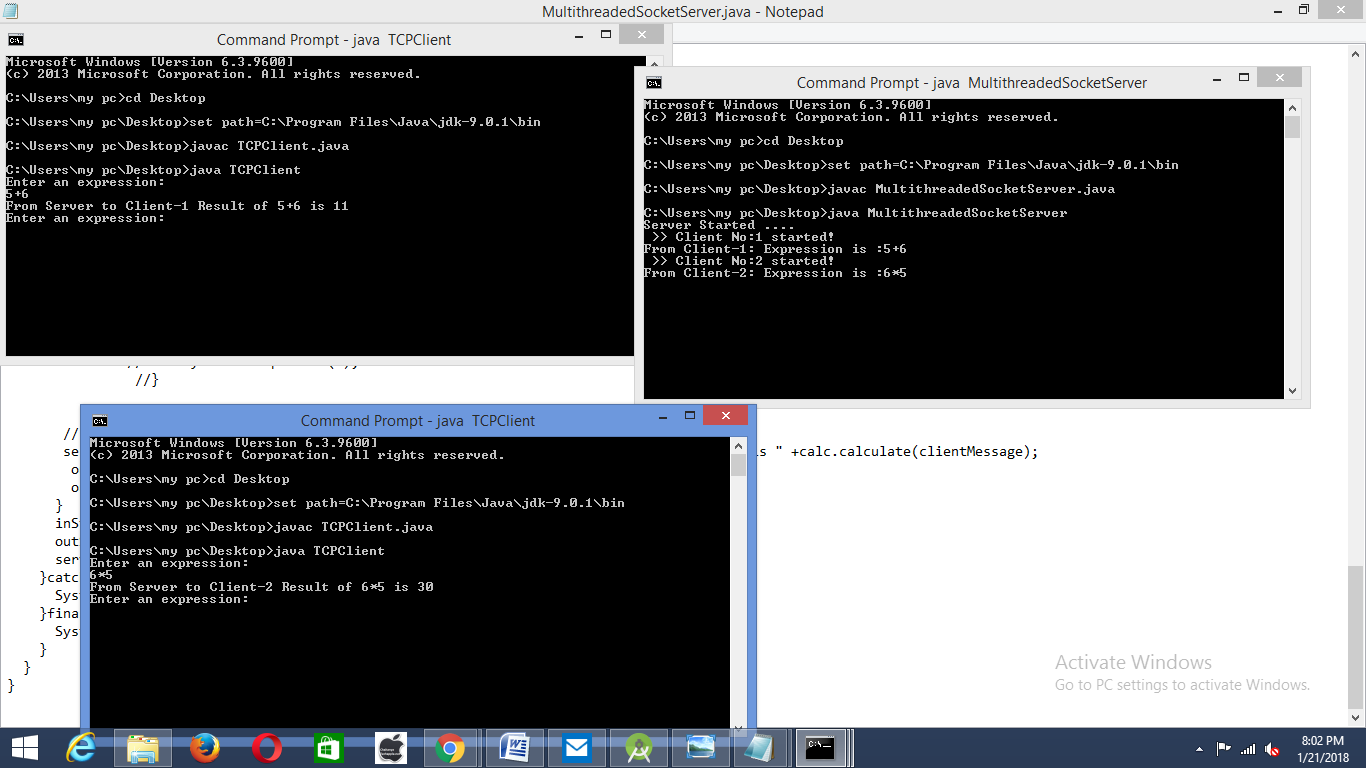 MultithreadedSocketServer.java - Notepad
Command Prompt - java TCPClient
Microsoft Windows [Version 6.3.9600]
(c) 2013 Microsoft Corporation. All rights reserved.
C:\Users\my pc>cd Desktop
C:\Users\my pc\Desktop>set path=C:\Program Files\Java\jdk-9.0.1\bin
C:\Users\my pc\Desktop>javac TCPClient.java
C:\Users\my pc\Desktop>java TCPClient
Enter an expression:
5+6
From Server to Client-1 Result of 5+6 is 11
Enter an expression:
Command Prompt - java MultithreadedSocketServer
Microsoft Windows [Version 6.3.9600]
(c) 2013 Microsoft Corporation. All rights reserved.
C:\Users\my pc>cd Desktop
C:\Users\my pc\Desktop>set path=C:\Program Files\Java\jdk-9.0.1\bin
C:\Users\my pc\Desktop>javac MultithreadedSocketServer.java
C:\Users\my pc\Desktop>java MultithreadedSocketServer
Server Started ....
>> Client No:1 started!
From Client-1: Expression is :5+6
>> Client No:2 started!
From Client-2: Expression is :6*5
//}
//
se
s " +calc.calculate(clientMessage);
o
o
}
inS
out
ser
}catc
Sys
}fina
Sys
}
}
}
Command Prompt - java TCPClient
Microsoft Windows [Version 6.3.9600]
(c) 2013 Microsoft Corporation. All rights reserved.
C:\Users\my pc>cd Desktop
C:\Users\my pc\Desktop>set path=C:\Program Files\Java\jdk-9.0.1\bin
C:\Users\my pc\Desktop>javac TCPClient.java
C:\Users\my pc\Desktop>java TCPClient
Enter an expression:
6*5
From Server to Client-2 Result of 6*5 is 30
Enter an expression:
Activate Windows
Go to PC settings to activate Windows.
8:02 PM
1/21/2018